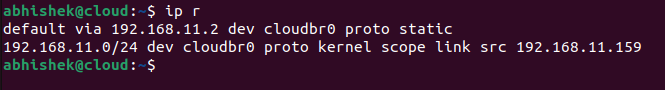 abhishek@cloud:~$ ip r
default via 192.168.11.2 dev cloudbr0 proto static
192.168.11.0/24 dev cloudbr0 proto kernel scope link src 192.168.11.159
abhishek@cloud:~$